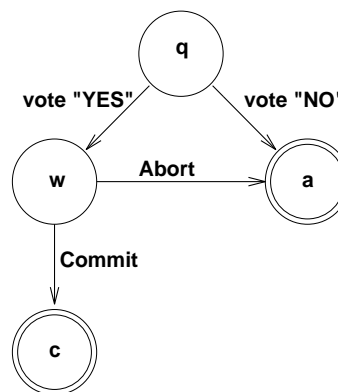 q
vote "YES"
vote "NO"
w
Abort
a
Commit
c